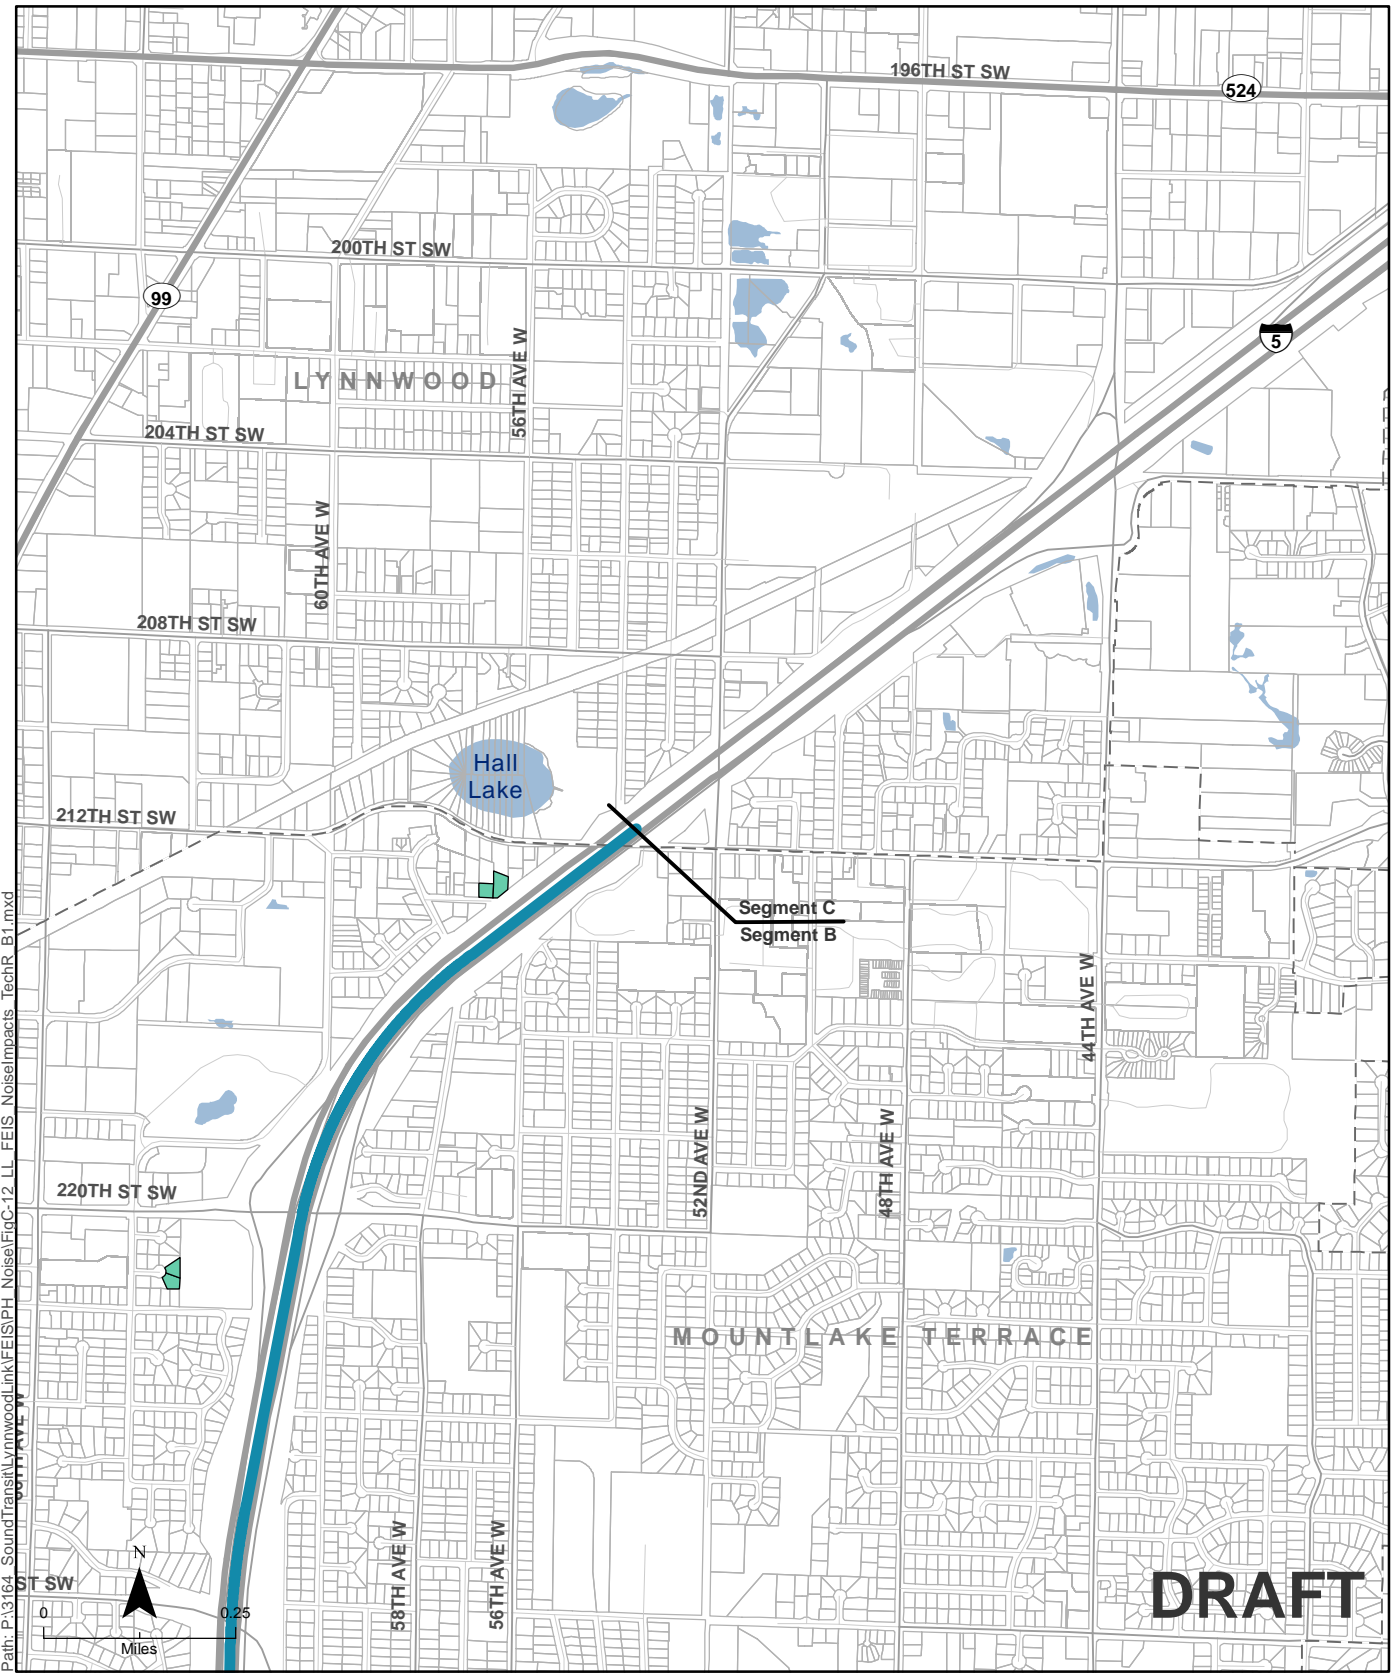 196TH ST SW
524
200TH ST SW
99
5
56TH AVE W
LYNNWOOD
204TH ST SW
60TH AVE W
208TH ST SW
Hall
Lake
212TH ST SW
Segment C
Segment B
44TH AVE W
52ND AVE W
48TH AVE W
220TH ST SW
MOUNTLAKE TERRACE
58TH AVE W
56TH AVE W
N
ST SW
0
0.25
Miles
DRAFT
Path: P:\3164_SoundTransit\LynnwoodLink\FEIS\PH_Noise\FigC-12_LL_FEIS_NoiseImpacts_TechR_B1.mxd